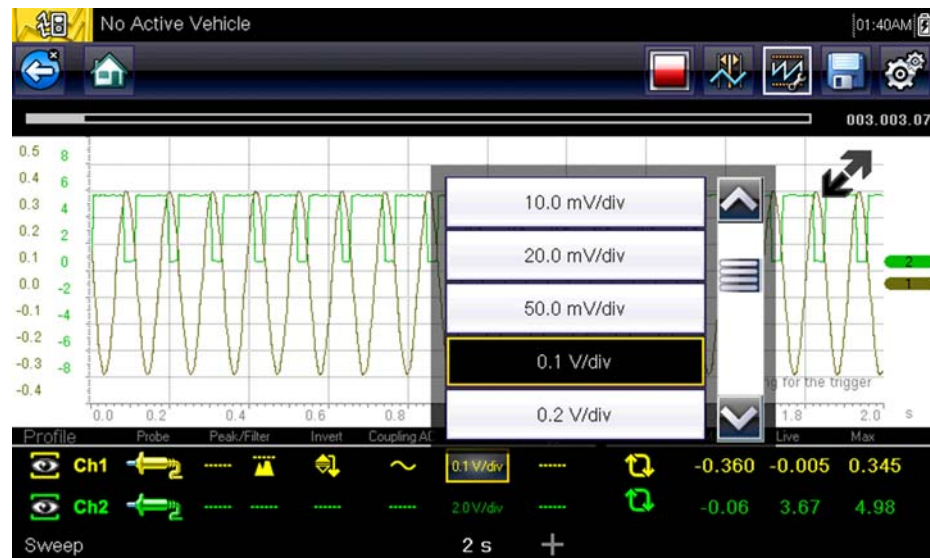 No Active Vehicle
01:40AM
003.003.07
0.5 8
0.4 6
0.3 4
0.2 2
0.1 0
0.0 -2
-0.1 -4
-0.2 -6
-0.3 -8
-0.4
10.0 mV/div
20.0 mV/div
50.0 mV/div
0.1 V/div
0.2 V/div
2
1
for the trigger
0.0 0.2 0.4 0.6 0.8 1.8 2.0 s
Profile Probe Peak/Filter Invert Coupling AC Live Max
Ch1 0.1 V/div -0.360 -0.005 0.345
Ch2 2.0 V/div -0.06 3.67 4.98
Sweep 2 s